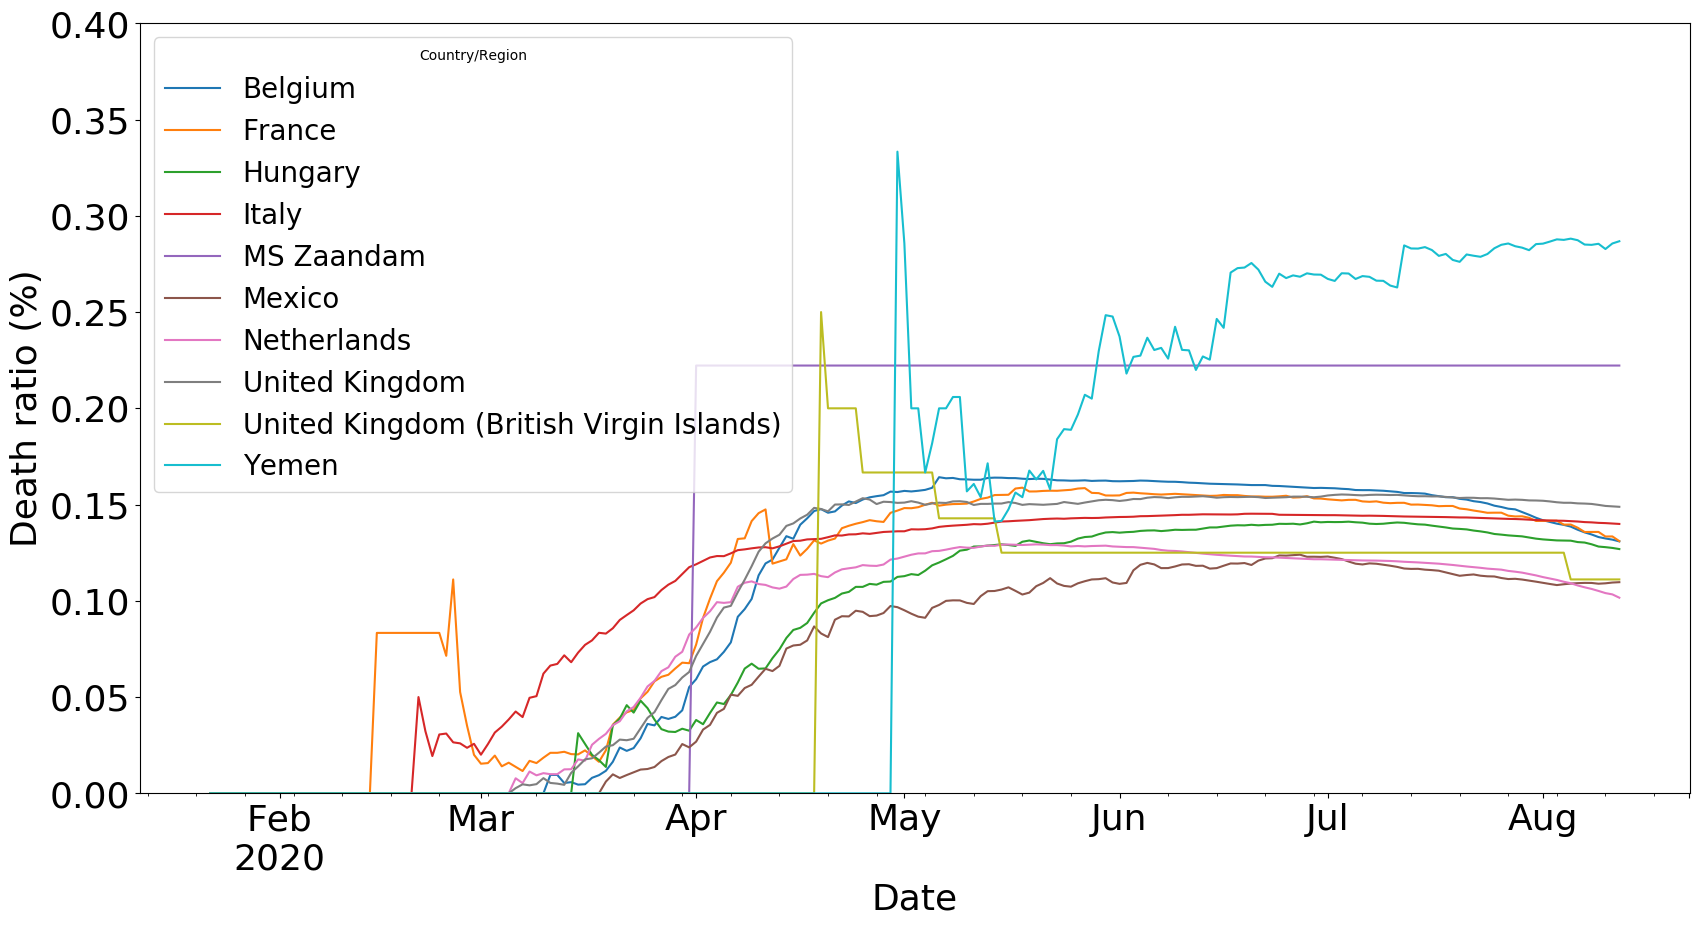 0.40
0.35
0.30
0.25
0.20
0.15
0.10
0.05
0.00
Death ratio (%)
Country/Region
Belgium
France
Hungary
Italy
MS Zaandam
Mexico
Netherlands
United Kingdom
United Kingdom (British Virgin Islands)
Yemen
Feb Mar Apr May Jun Jul Aug
2020
Date